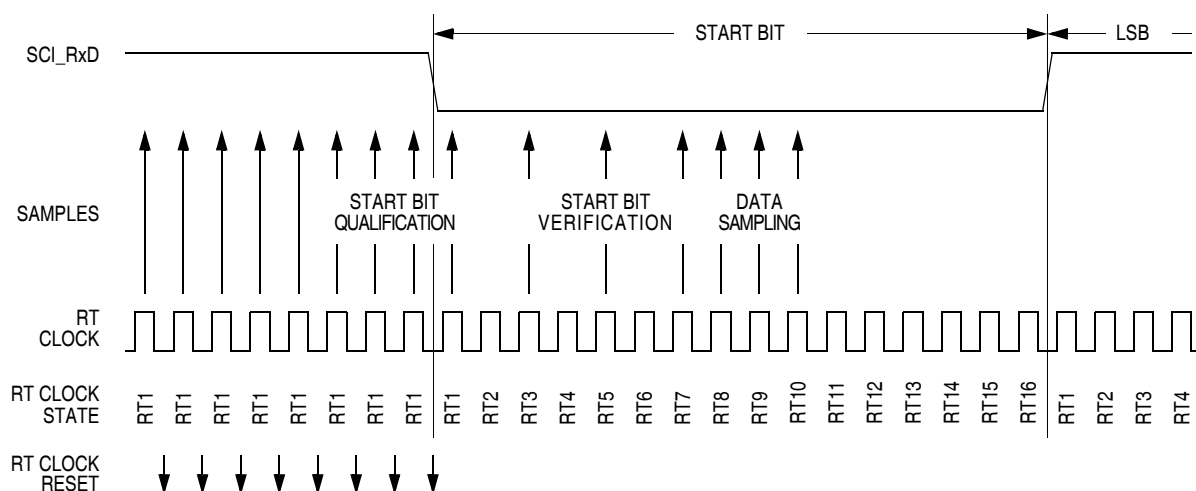 START BIT
LSB
SCI_RxD
SAMPLES
START BIT
QUALIFICATION
START BIT
VERIFICATION
DATA
SAMPLING
RT
CLOCK
RT CLOCK
STATE
RT1 RT1 RT1 RT1 RT1 RT1 RT1 RT1 RT1 RT2 RT3 RT4 RT5 RT6 RT7 RT8 RT9 RT10 RT11 RT12 RT13 RT14 RT15 RT16 RT1 RT2 RT3 RT4
RT CLOCK
RESET